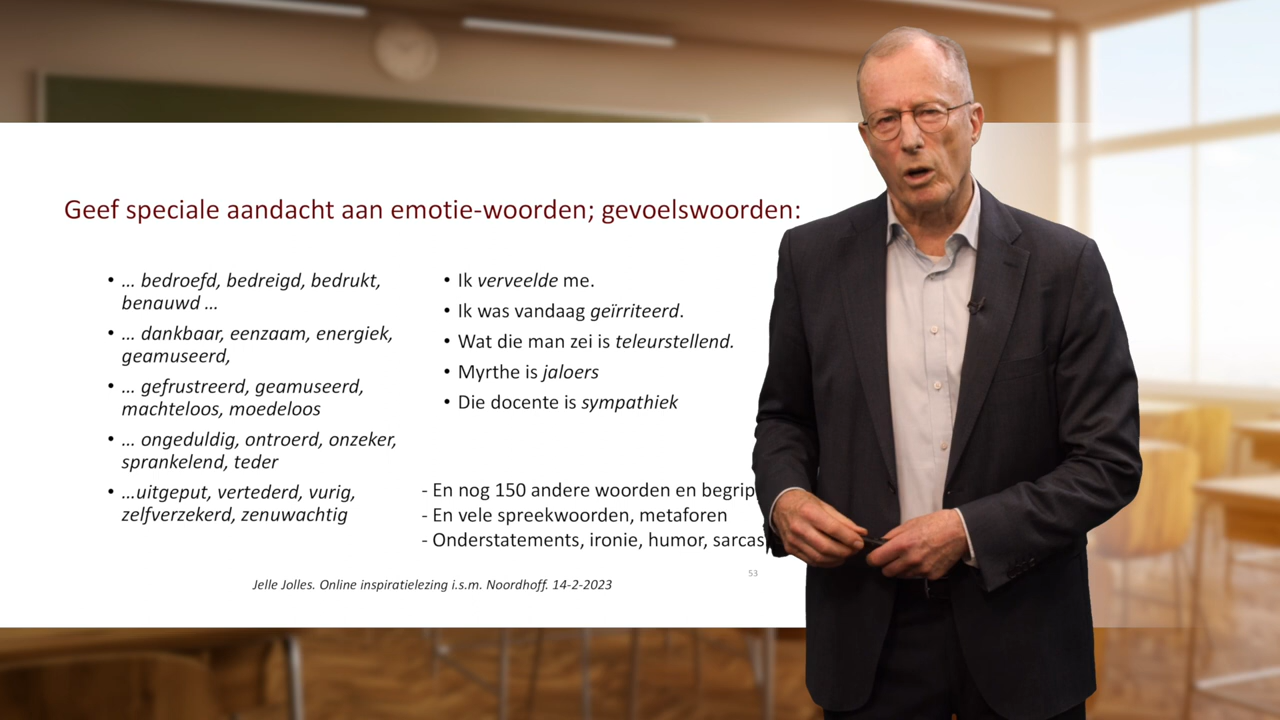 Geef speciale aandacht aan emotie-woorden; gevoelswoorden:
• … bedroefd, bedreigd, bedrukt,
benauwd …
• … dankbaar, eenzaam, energiek,
geamuseerd,
• … gefrustreerd, geamuseerd,
machteloos, moedeloos
• … ongeduldig, ontroerd, onzeker,
sprankelend, teder
• …uitgeput, vertederd, vurig,
zelfverzekerd, zenuwachtig
• Ik verveelde me.
• Ik was vandaag geïrriteerd.
• Wat die man zei is teleurstellend.
• Myrthe is jaloers
• Die docente is sympathiek
- En nog 150 andere woorden en
- En vele spreekwoorden, metaforen
- Onderstatements, ironie, humor,
Jelle Jolles. Online inspiratielezing i.s.m. Noordhoff. 14-2-2023
53